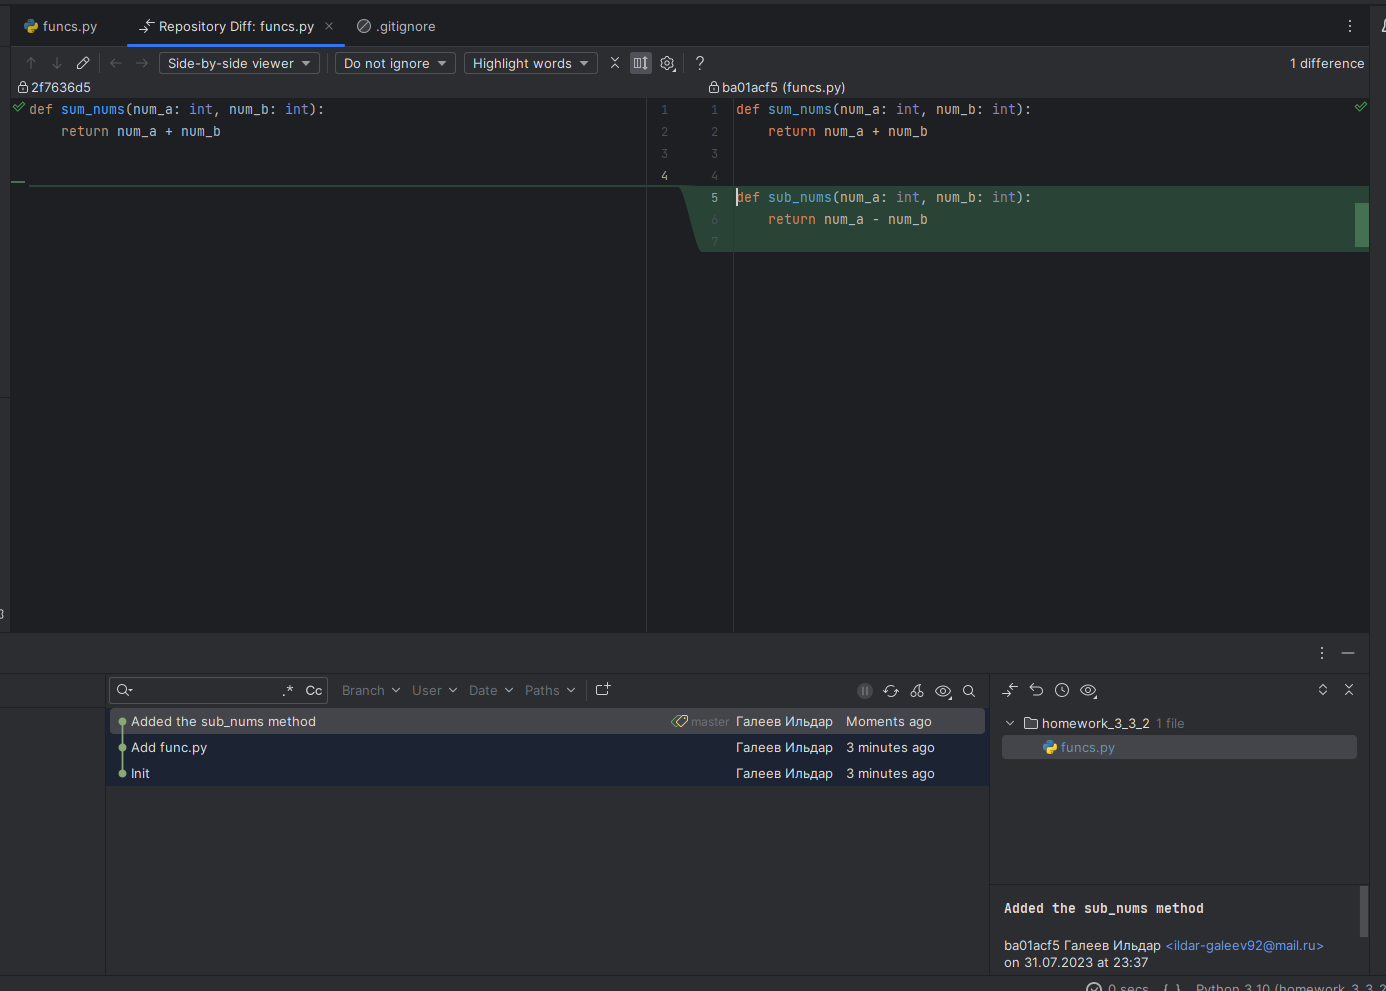 funcs.py Repository Diff: funcs.py .gitignore
Side-by-side viewer Do not ignore Highlight words ? 1 difference
2f7636d5 ba01acf5 (funcs.py)
def sum_nums(num_a: int, num_b: int): 1 1 def sum_nums(num_a: int, num_b: int):
return num_a + num_b 2 2 return num_a + num_b
3 3
4 4
5 def sub_nums(num_a: int, num_b: int):
6 return num_a - num_b
7
.* Cc Branch User Date Paths
Added the sub_nums method master Галеев Ильдар Moments ago
Add func.py Галеев Ильдар 3 minutes ago
Init Галеев Ильдар 3 minutes ago
homework_3_3_2 1 file
funcs.py
Added the sub_nums method
ba01acf5 Галеев Ильдар <ildar-galeev92@mail.ru>
on 31.07.2023 at 23:37
0 secs { } Python 3.10 (homework_3_3_2